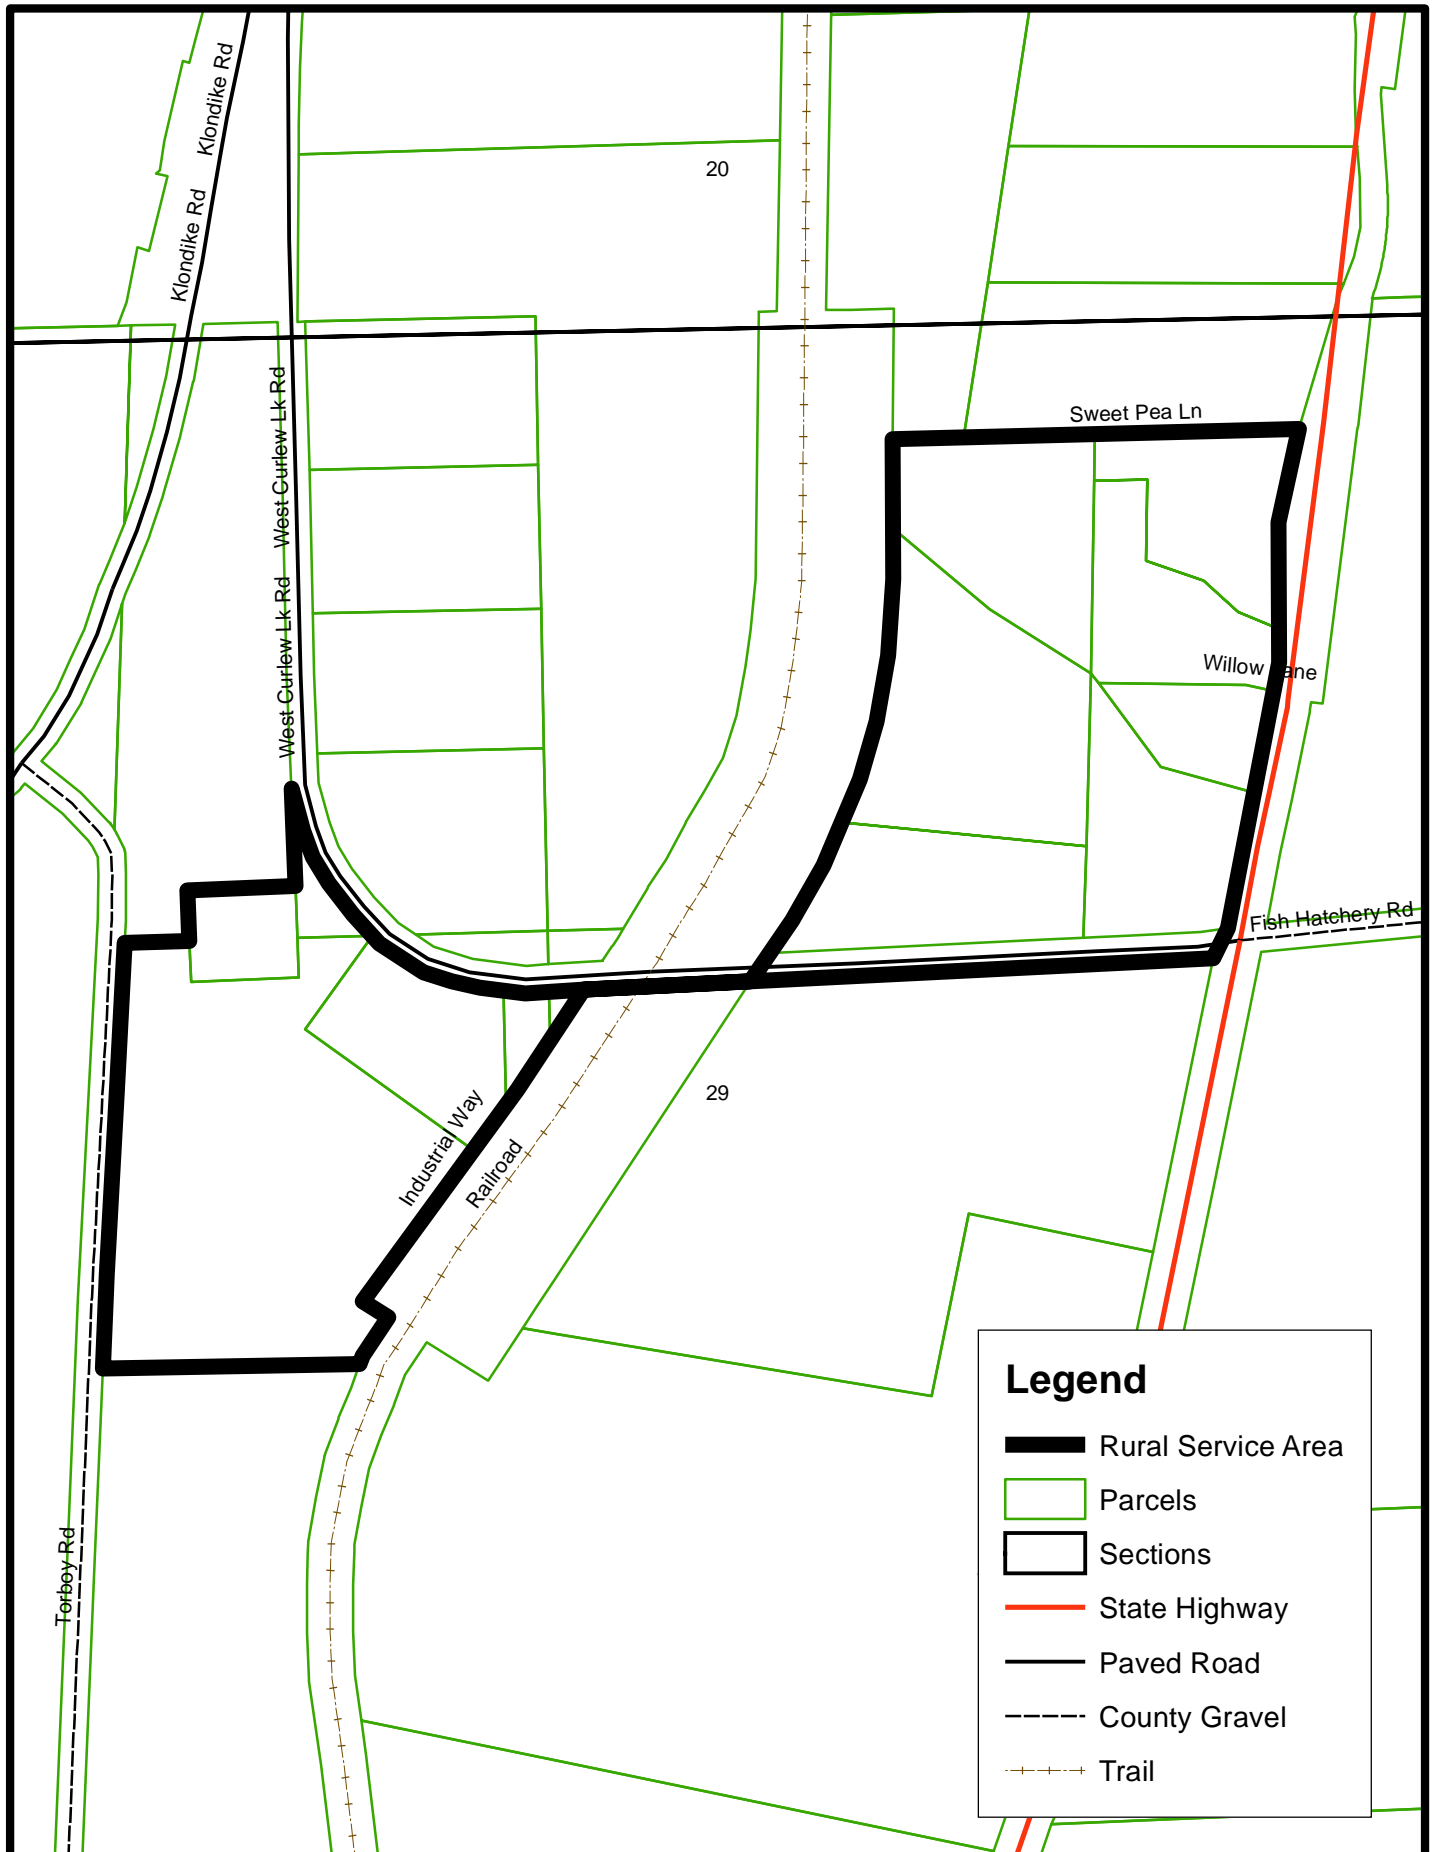 Klondike Rd
20
Klondike Rd
West Curlew Lk Rd
Sweet Pea Ln
West Curlew Lk Rd
Willow Lane
Fish Hatchery Rd
29
Industrial Way
Railroad
Torboy Rd
Legend
Rural Service Area
Parcels
Sections
State Highway
Paved Road
County Gravel
Trail